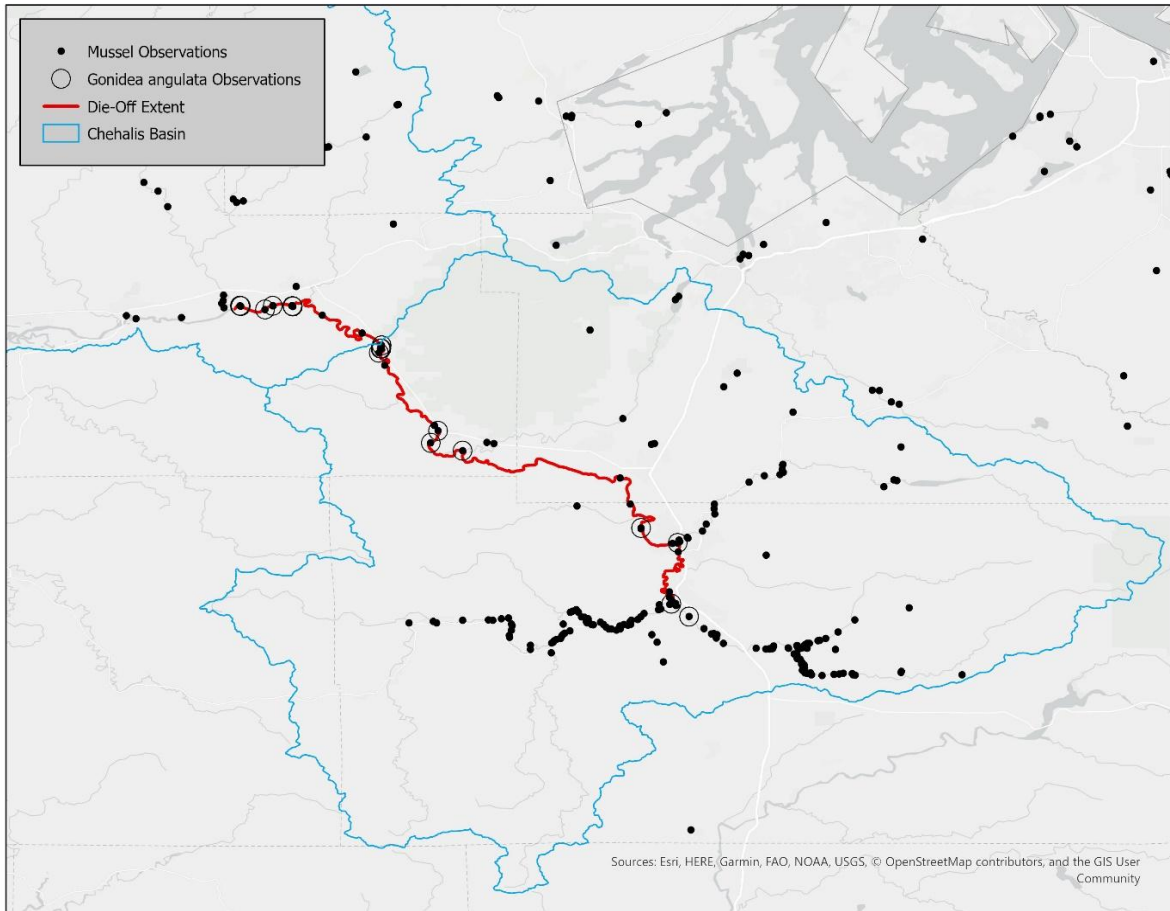 Mussel Observations
Gonidea angulata Observations
Die-Off Extent
Chehalis Basin
Sources: Esri, HERE, Garmin, FAO, NOAA, USGS, © OpenStreetMap contributors, and the GIS User
Community